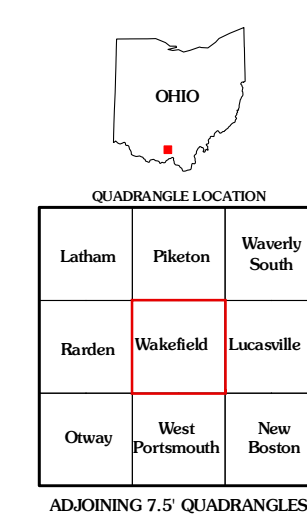 OHIO
QUADRANGLE LOCATION
Latham
Piketon
Waverly
South
Rarden
Wakefield
Lucasville
Otway
West
Portsmouth
New
Boston
ADJOINING 7.5' QUADRANGLES